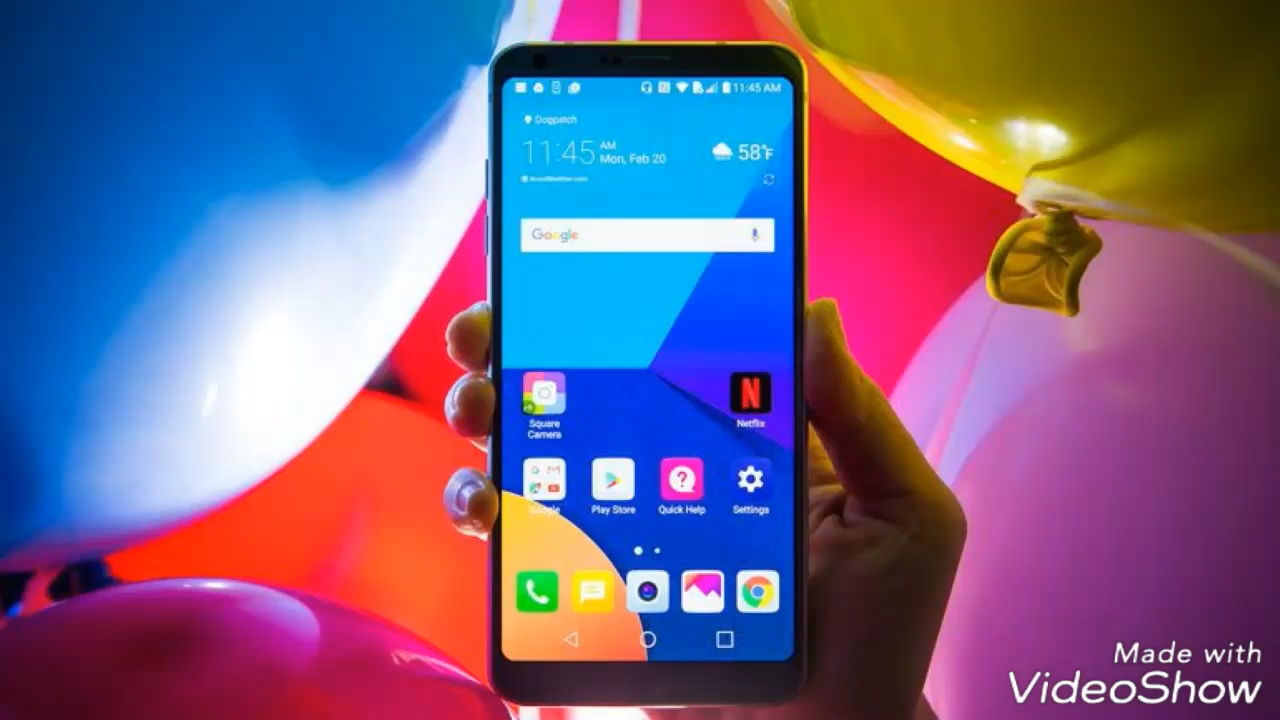 11:45 AM
Dogpatch
11:45 AM
Mon, Feb 20
58°F
Google
Square
Camera
Netflix
Google
Play Store
Quick Help
Settings
Made with
VideoShow